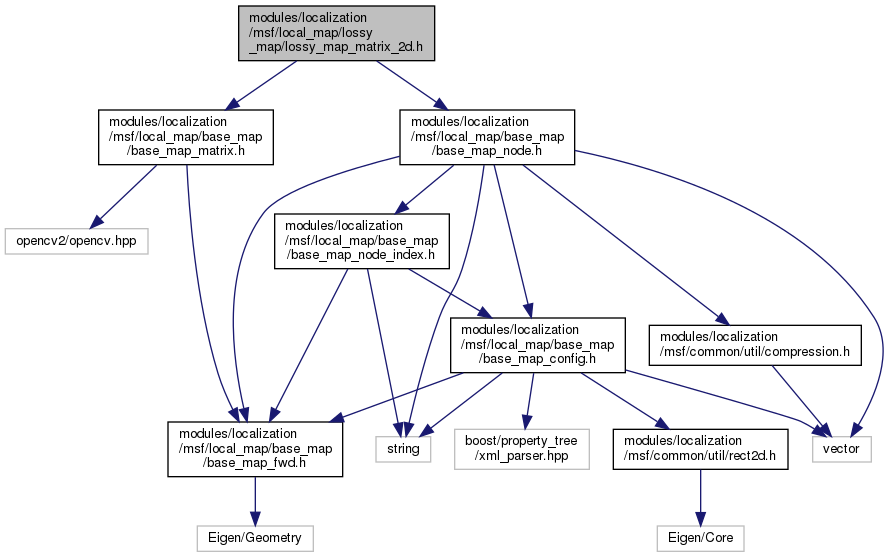 modules/localization
/msf/local_map/lossy
_map/lossy_map_matrix_2d.h
modules/localization
/msf/local_map/base_map
/base_map_matrix.h
modules/localization
/msf/local_map/base_map
/base_map_node.h
opencv2/opencv.hpp
modules/localization
/msf/local_map/base_map
/base_map_node_index.h
modules/localization
/msf/local_map/base_map
/base_map_config.h
modules/localization
/msf/common/util/compression.h
modules/localization
/msf/local_map/base_map
/base_map_fwd.h
string
boost/property_tree
/xml_parser.hpp
modules/localization
/msf/common/util/rect2d.h
vector
Eigen/Geometry
Eigen/Core